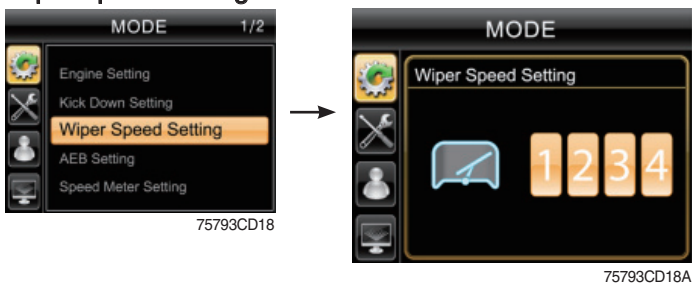 MODE 1/2
Engine Setting
Kick Down Setting
Wiper Speed Setting
AEB Setting
Speed Meter Setting
75793CD18
MODE
Wiper Speed Setting
1 2 3 4
75793CD18A